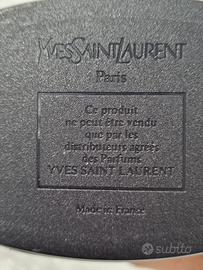 YVESSAINTLAURENT
Paris
Ce produit
ne peut être vendu
que par les
distributeurs agréés
des Parfums
YVES SAINT LAURENT
Made in France
subito